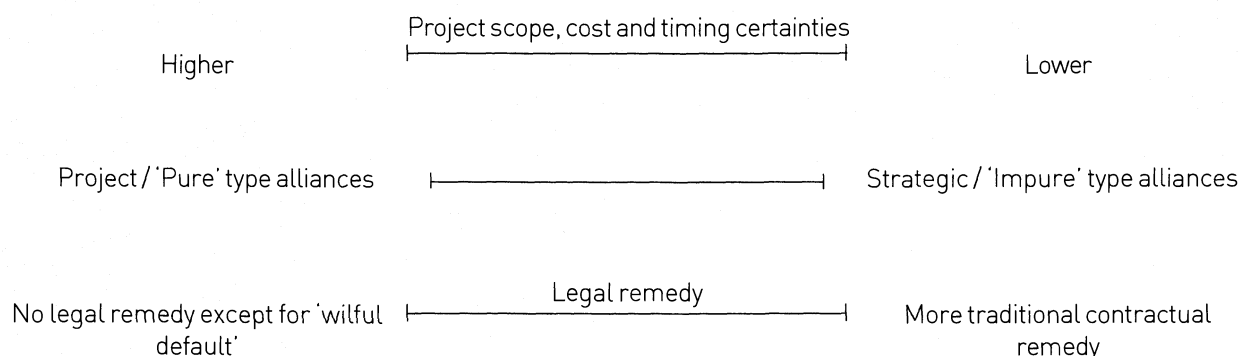 Project scope, cost and timing certainties
Higher
Lower
Project / 'Pure' type alliances
Strategic / 'Impure' type alliances
Legal remedy
No legal remedy except for 'wilful
default'
More traditional contractual
remedy